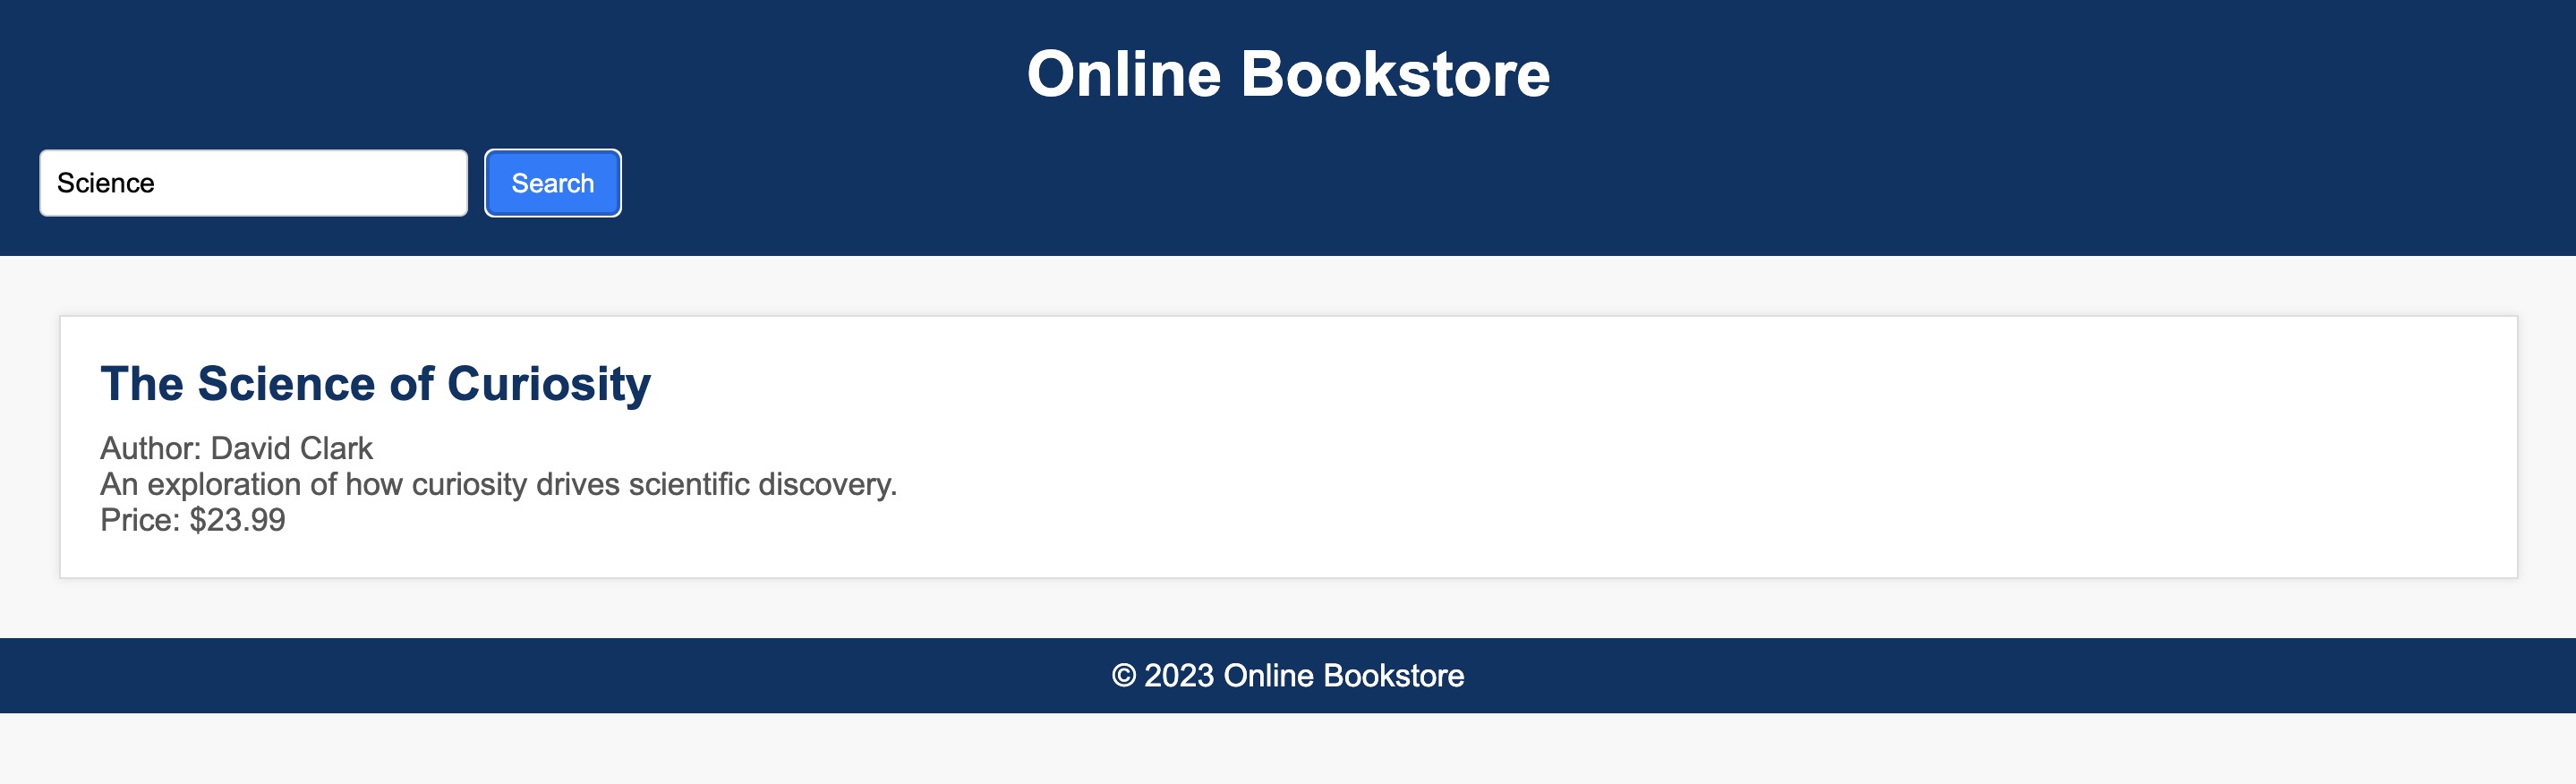 Online Bookstore
Science
Search
The Science of Curiosity
Author: David Clark
An exploration of how curiosity drives scientific discovery.
Price: $23.99
© 2023 Online Bookstore